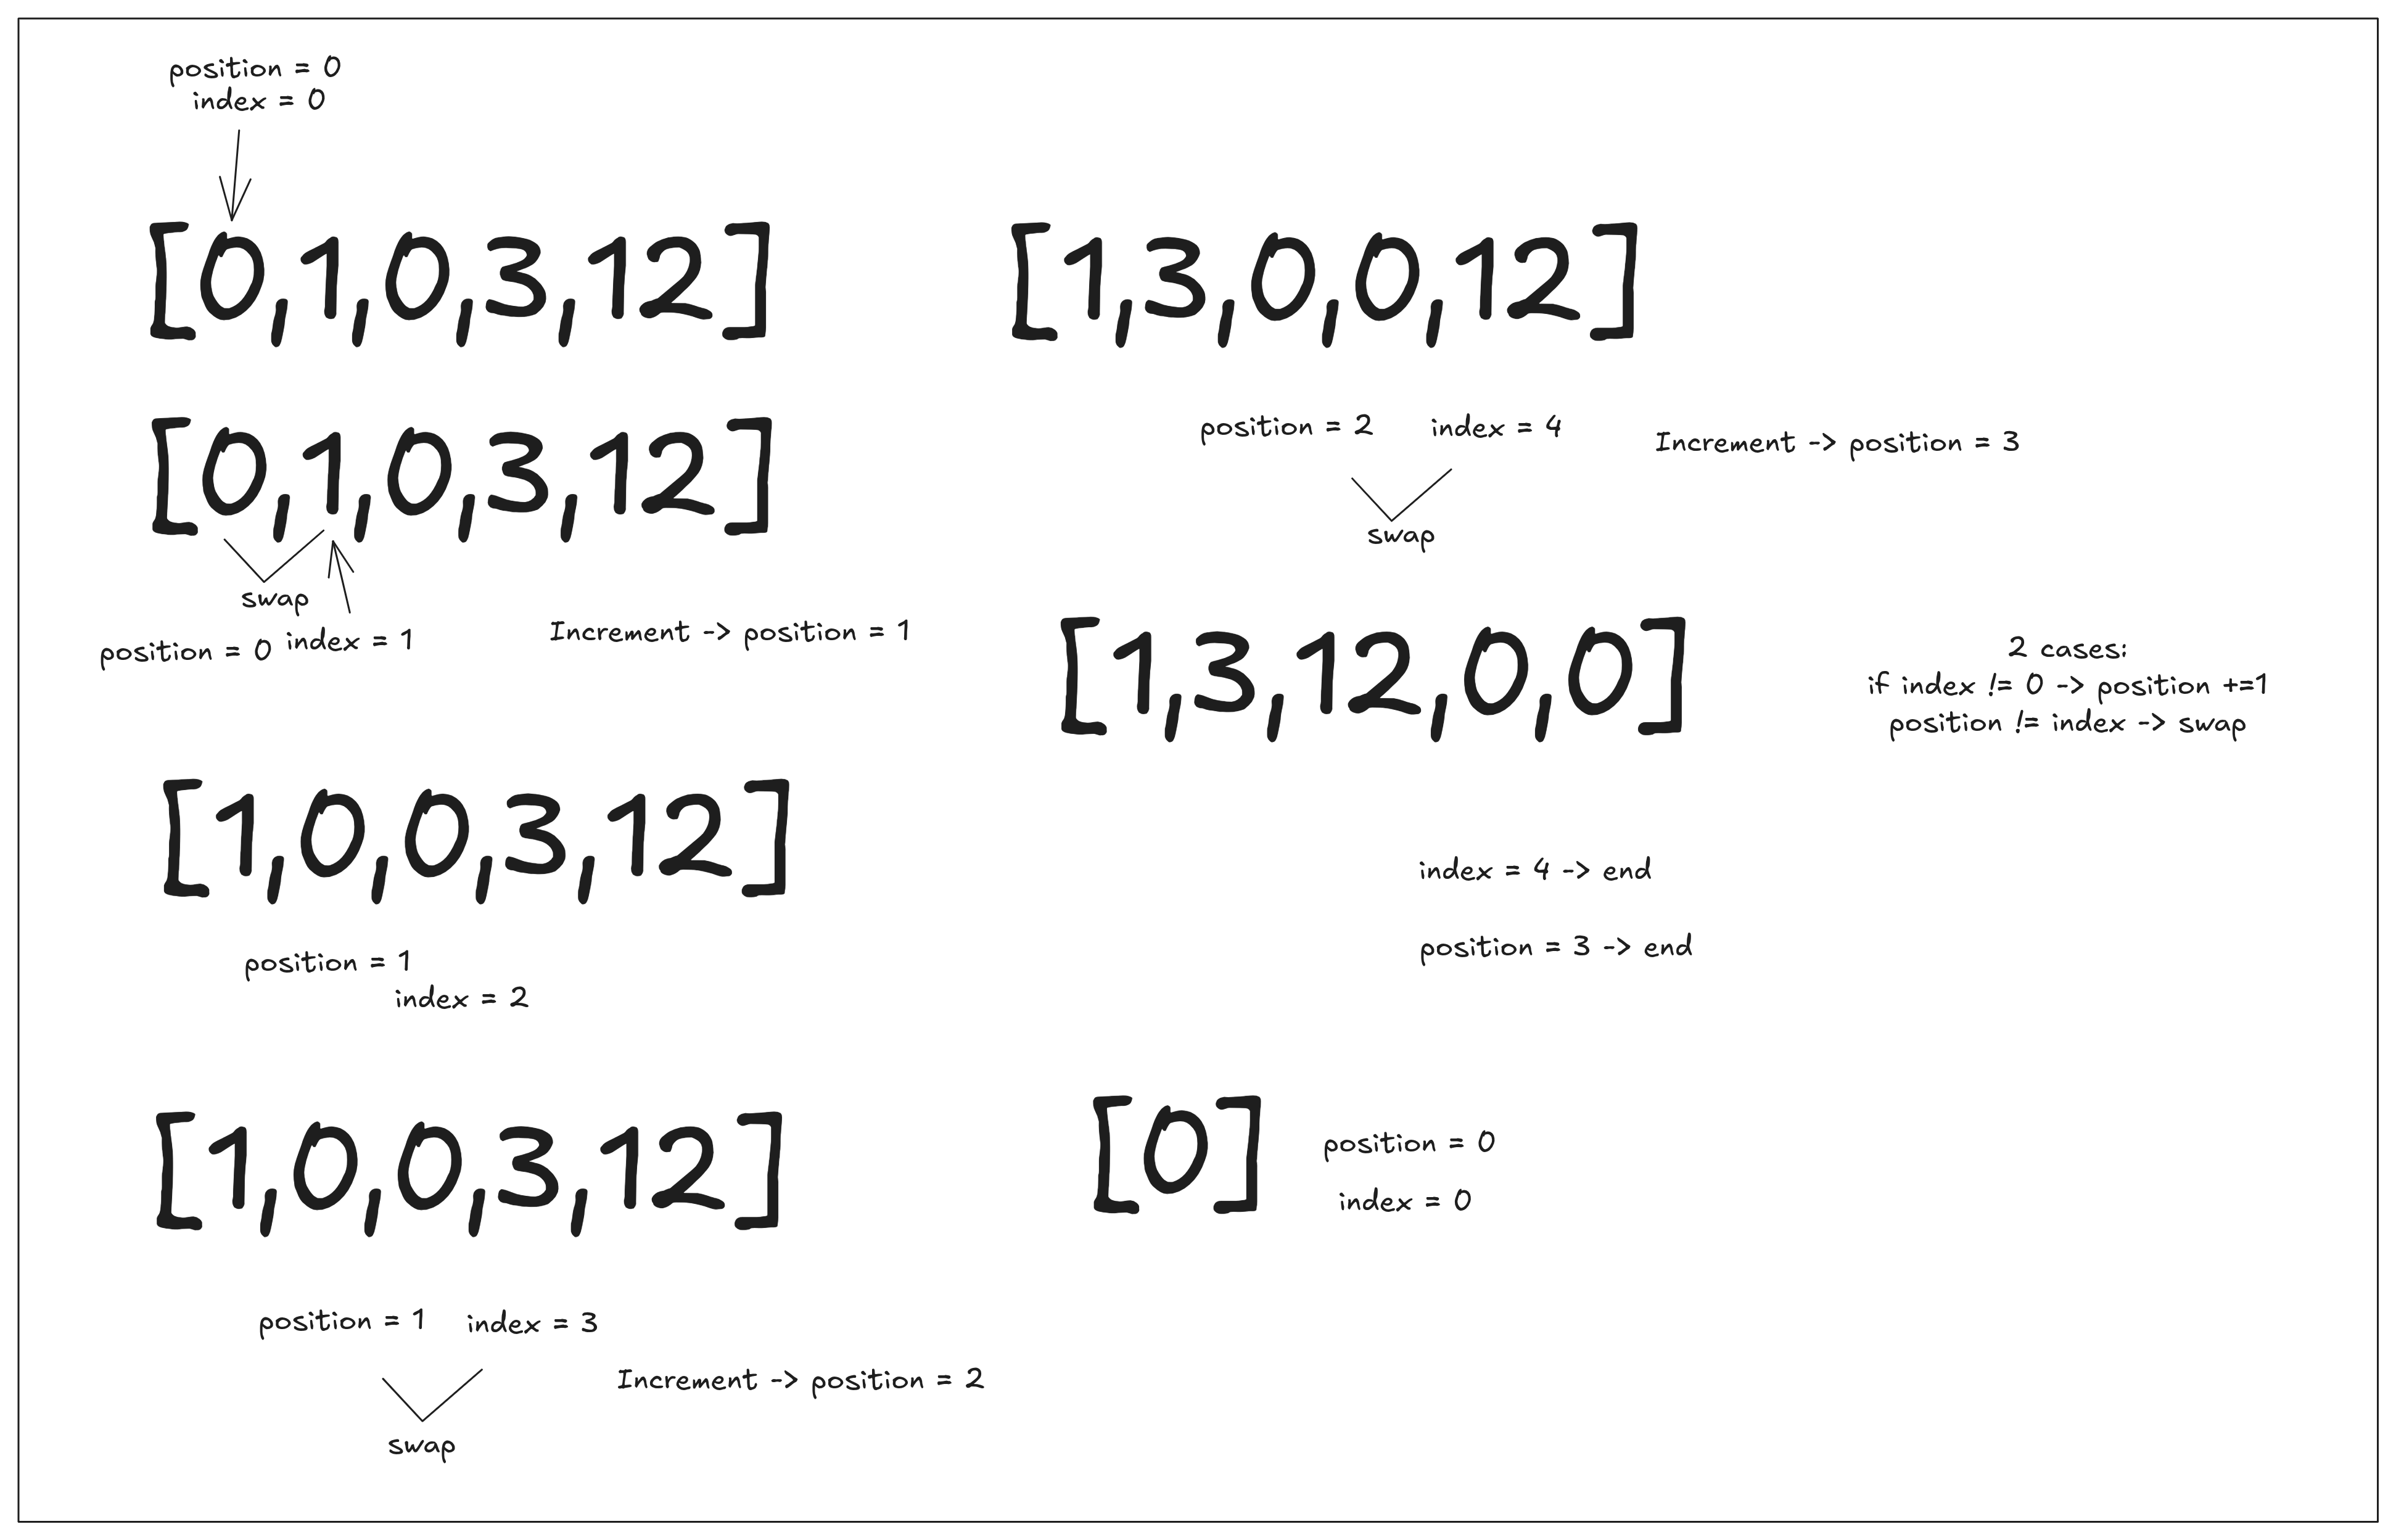 position = 0
index = 0
[0,1,0,3,12]
[0,1,0,3,12]
swap
position = 0 index = 1
Increment -> position = 1
[1,0,0,3,12]
position = 1
index = 2
[1,0,0,3,12]
position = 1 index = 3
Increment -> position = 2
swap
[1,3,0,0,12]
position = 2 index = 4
Increment -> position = 3
swap
[1,3,12,0,0]
2 cases:
if index != 0 -> position +=1
position != index -> swap
index = 4 -> end
position = 3 -> end
[0]
position = 0
index = 0